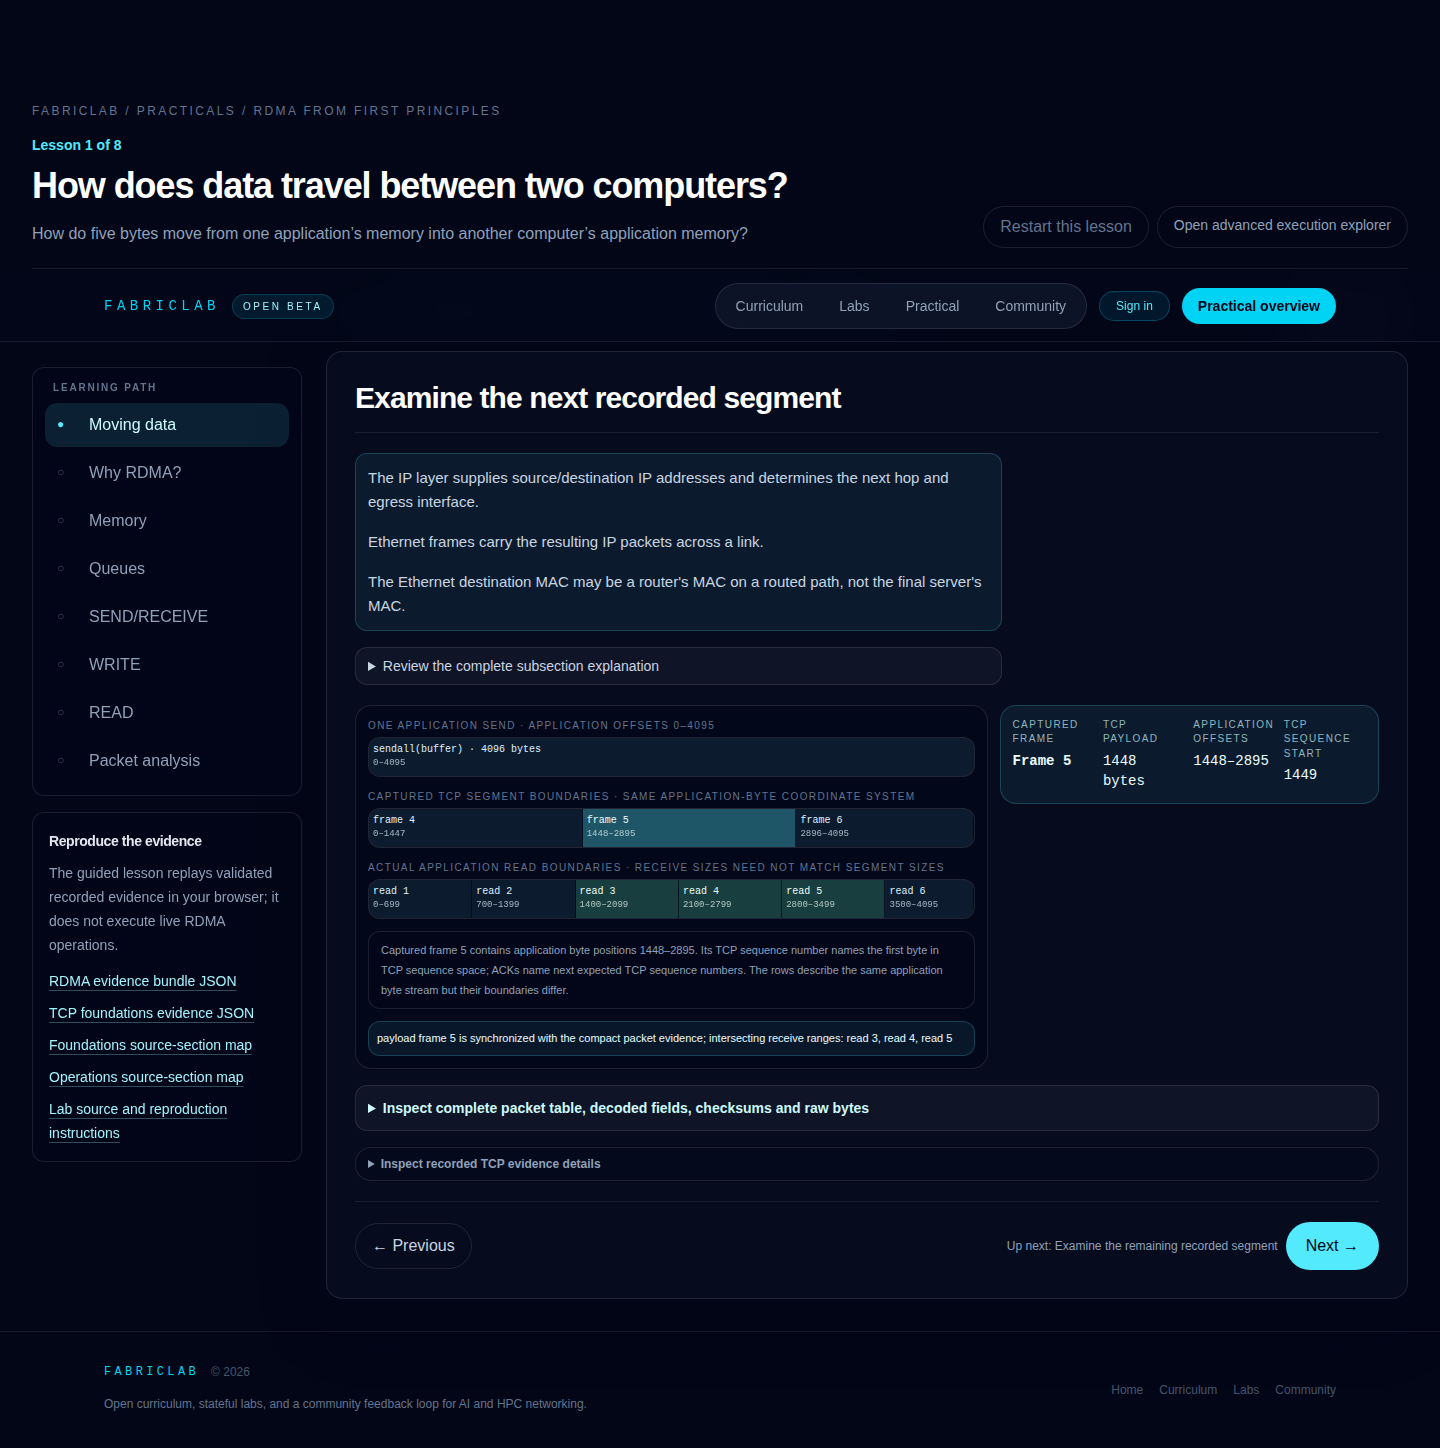 FABRICLAB / PRACTICALS / RDMA FROM FIRST PRINCIPLES
Lesson 1 of 8
How does data travel between two computers?
How do five bytes move from one application’s memory into another computer’s application memory?
Restart this lesson
Open advanced execution explorer
FABRICLAB
OPEN BETA
Curriculum
Labs
Practical
Community
Sign in
Practical overview
LEARNING PATH
Moving data
Why RDMA?
Memory
Queues
SEND/RECEIVE
WRITE
READ
Packet analysis
Reproduce the evidence
The guided lesson replays validated
recorded evidence in your browser; it
does not execute live RDMA
operations.
RDMA evidence bundle JSON
TCP foundations evidence JSON
Foundations source-section map
Operations source-section map
Lab source and reproduction
instructions
Examine the next recorded segment
The IP layer supplies source/destination IP addresses and determines the next hop and
egress interface.
Ethernet frames carry the resulting IP packets across a link.
The Ethernet destination MAC may be a router's MAC on a routed path, not the final server's
MAC.
▶ Review the complete subsection explanation
ONE APPLICATION SEND · APPLICATION OFFSETS 0–4095
sendall(buffer) · 4096 bytes
0–4095
CAPTURED TCP SEGMENT BOUNDARIES · SAME APPLICATION-BYTE COORDINATE SYSTEM
frame 4
0–1447
frame 5
1448–2895
frame 6
2896–4095
ACTUAL APPLICATION READ BOUNDARIES · RECEIVE SIZES NEED NOT MATCH SEGMENT SIZES
read 1
0–699
read 2
700–1399
read 3
1400–2099
read 4
2100–2799
read 5
2800–3499
read 6
3500–4095
Captured frame 5 contains application byte positions 1448–2895. Its TCP sequence number names the first byte in
TCP sequence space; ACKs name next expected TCP sequence numbers. The rows describe the same application
byte stream but their boundaries differ.
payload frame 5 is synchronized with the compact packet evidence; intersecting receive ranges: read 3, read 4, read 5
CAPTURED
FRAME
Frame 5
TCP
PAYLOAD
1448
bytes
APPLICATION
OFFSETS
1448–2895
TCP
SEQUENCE
START
1449
▶ Inspect complete packet table, decoded fields, checksums and raw bytes
▶ Inspect recorded TCP evidence details
← Previous
Up next: Examine the remaining recorded segment
Next →
FABRICLAB
© 2026
Open curriculum, stateful labs, and a community feedback loop for AI and HPC networking.
Home
Curriculum
Labs
Community